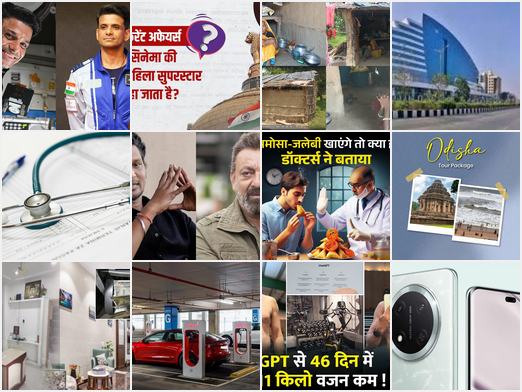 रेंट अफेयर्स
सिनेमा की
हिला सुपरस्टार
हा जाता है?
?
मोसा-जलेबी खाएंगे तो क्या
डॉक्टर्स ने बताया
Odisha
Tour Package
GPT से 46 दिन में
1 किलो वजन कम !